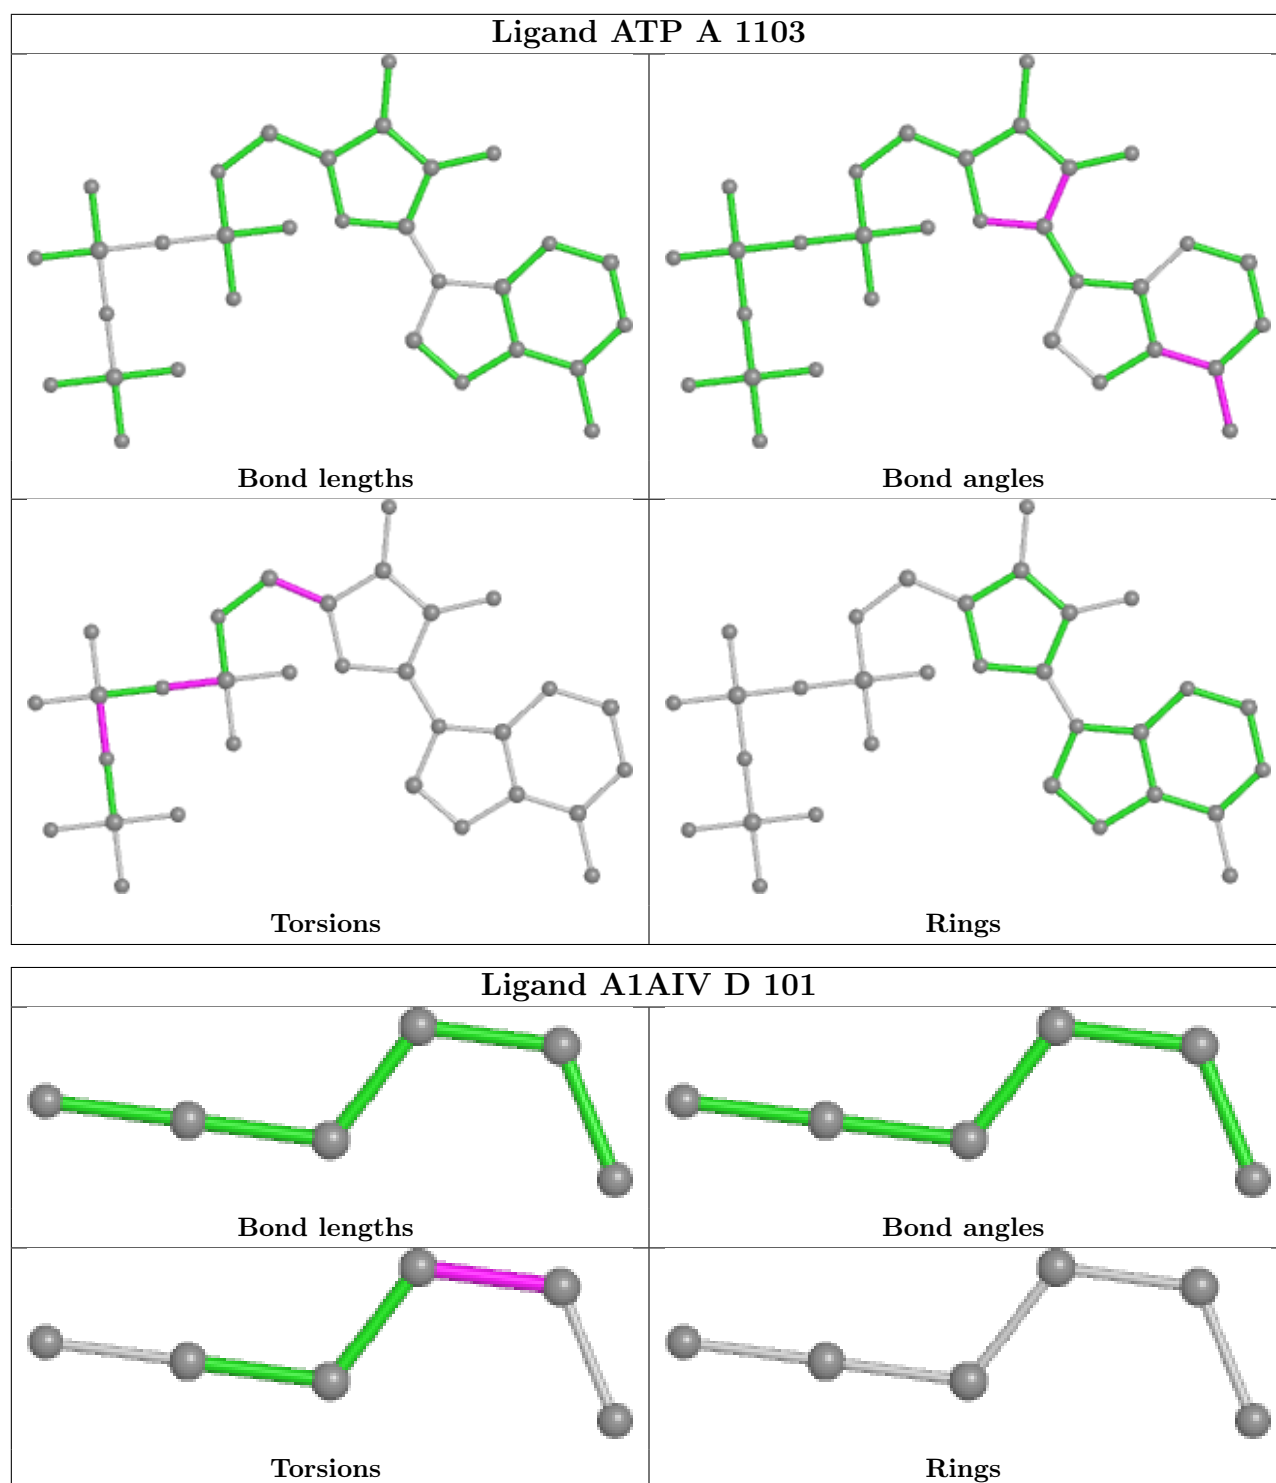 Ligand ATP A 1103
Bond lengths
Bond angles
Torsions
Rings
Ligand A1AIV D 101
Bond lengths
Bond angles
Torsions
Rings